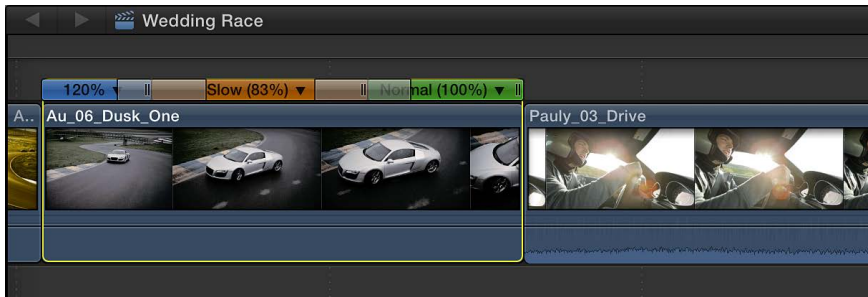 Wedding Race
120% Slow (83%) Normal (100%)
A.. Au_06_Dusk_One Pauly_03_Drive